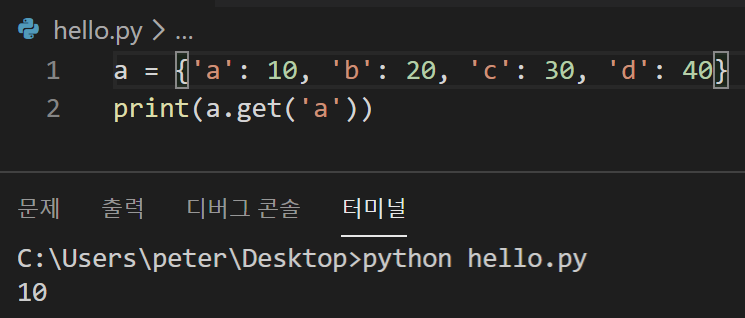 hello.py > ...
1 a = {'a': 10, 'b': 20, 'c': 30, 'd': 40}
2 print(a.get('a'))
문제 출력 디버그 콘솔 터미널
C:\Users\peter\Desktop>python hello.py
10